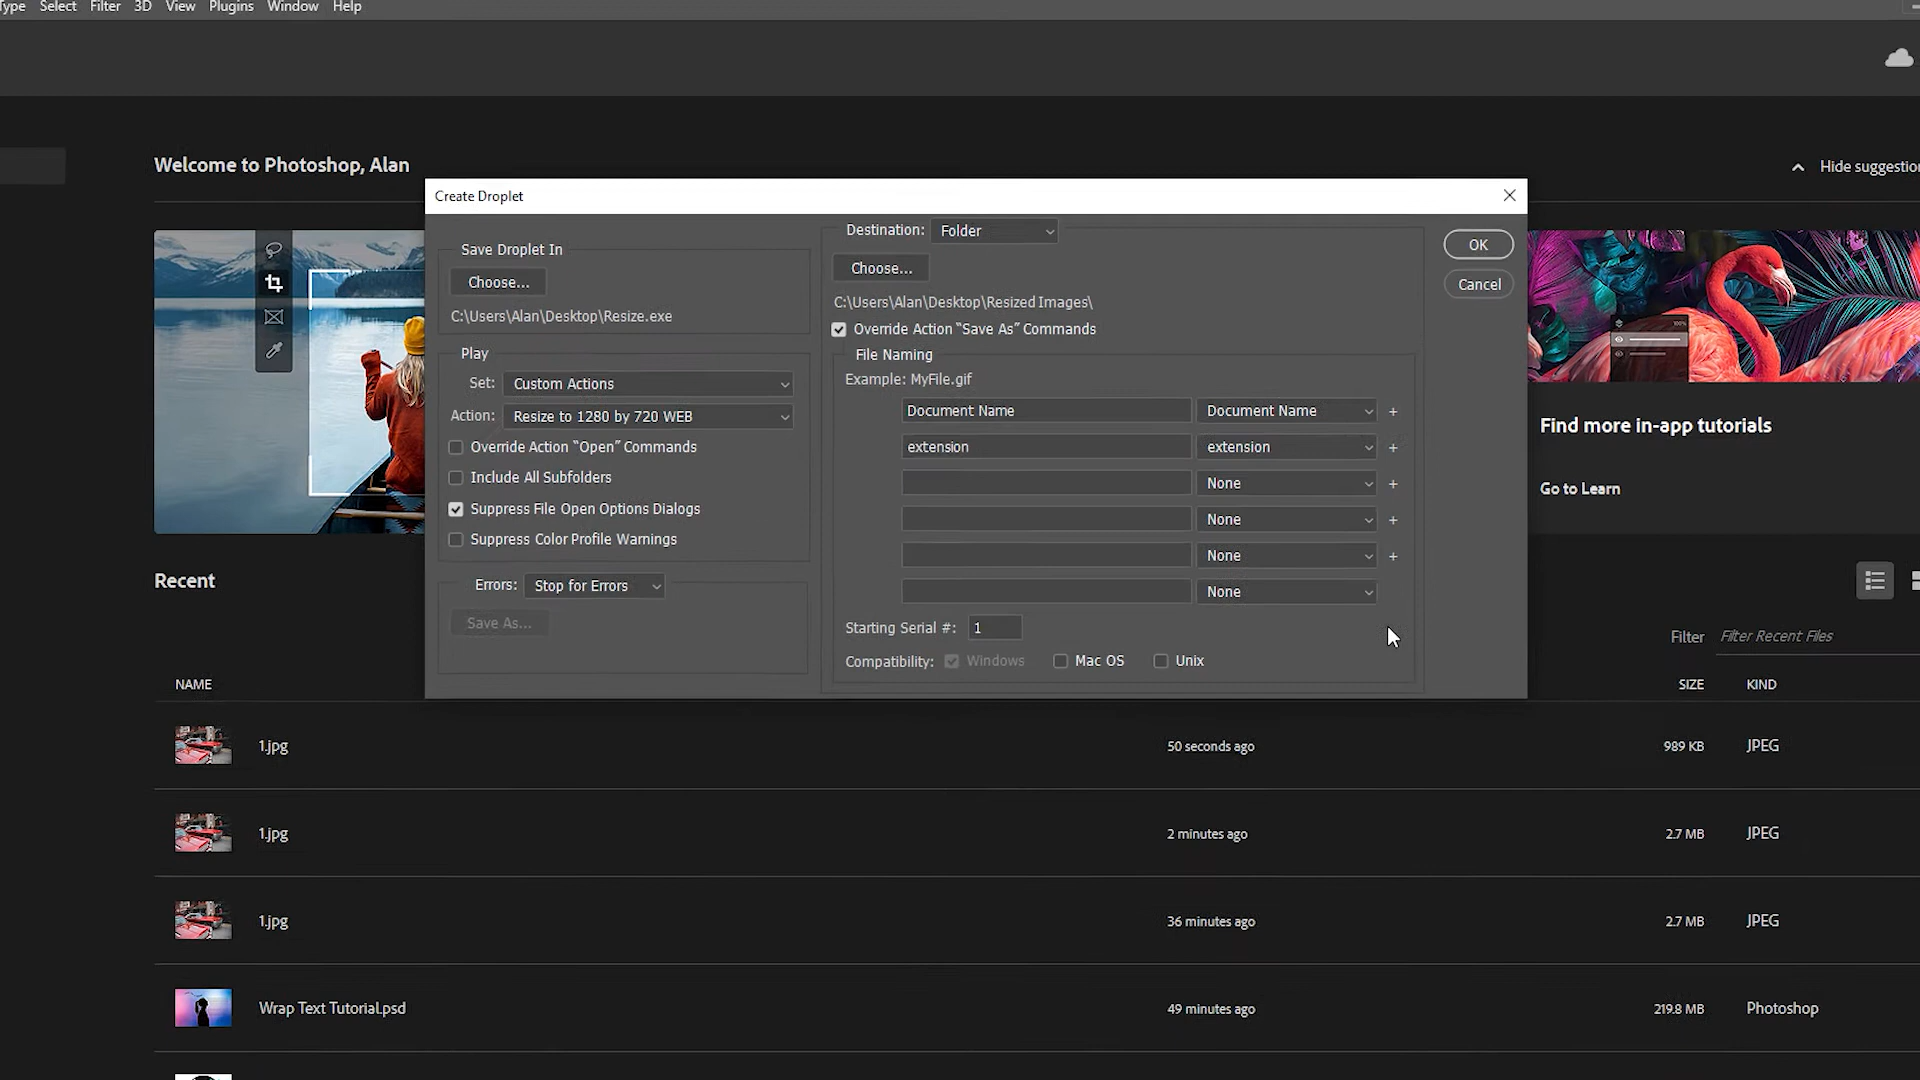 Type Select Filter 3D View Plugins Window Help
Welcome to Photoshop, Alan
Hide suggestion
Create Droplet
Save Droplet In
Choose...
C:\Users\Alan\Desktop\Resize.exe
Play
Set: Custom Actions
Action: Resize to 1280 by 720 WEB
Override Action “Open” Commands
Include All Subfolders
Suppress File Open Options Dialogs
Suppress Color Profile Warnings
Errors: Stop for Errors
Save As...
Destination: Folder
Choose...
C:\Users\Alan\Desktop\Resized Images\
Override Action “Save As” Commands
File Naming
Example: MyFile.gif
Document Name Document Name +
extension extension +
None +
None +
None +
None
Starting Serial #: 1
Compatibility: Windows Mac OS Unix
OK
Cancel
Find more in-app tutorials
Go to Learn
Recent
Filter Filter Recent Files
NAME SIZE KIND
1.jpg 50 seconds ago 989 KB JPEG
1.jpg 2 minutes ago 2.7 MB JPEG
1.jpg 36 minutes ago 2.7 MB JPEG
Wrap Text Tutorial.psd 49 minutes ago 219.8 MB Photoshop